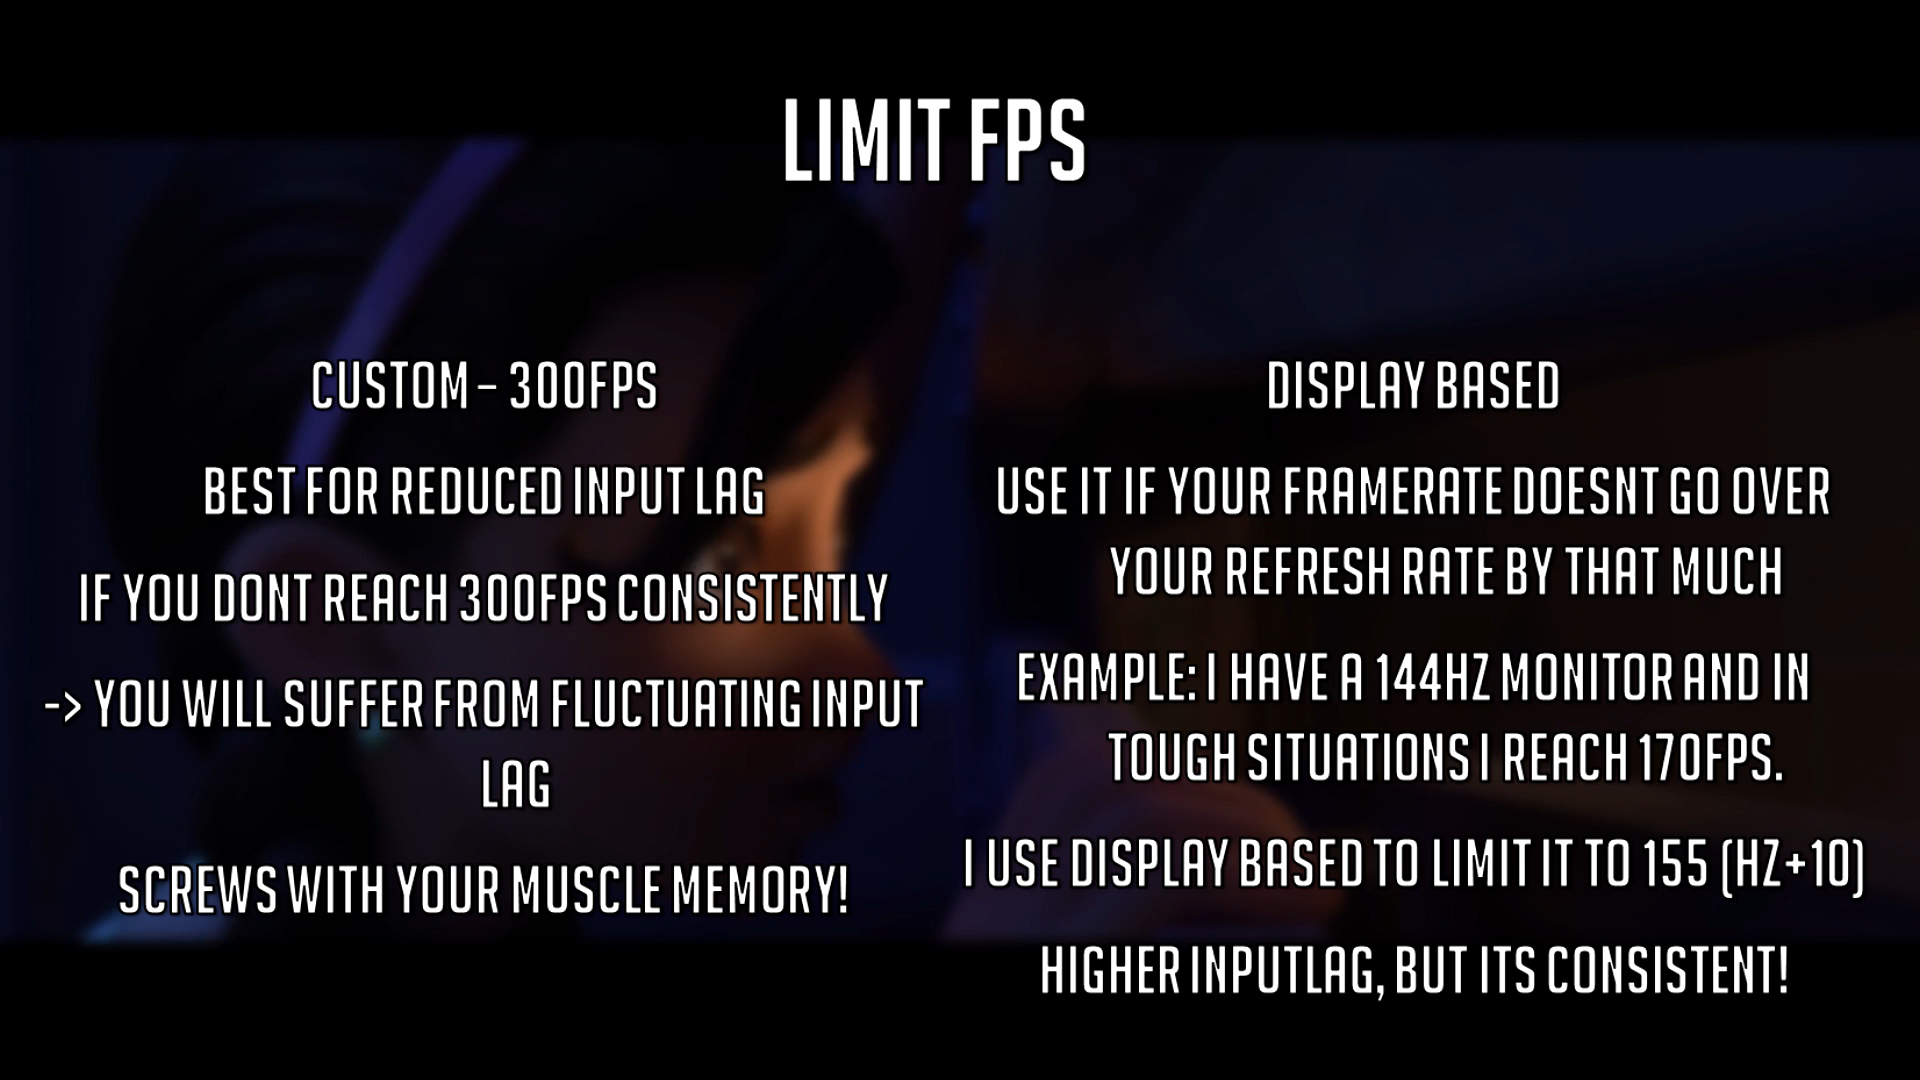 LIMIT FPS
CUSTOM – 300FPS
BEST FOR REDUCED INPUT LAG
IF YOU DONT REACH 300FPS CONSISTENTLY
-> YOU WILL SUFFER FROM FLUCTUATING INPUT
LAG
SCREWS WITH YOUR MUSCLE MEMORY!
DISPLAY BASED
USE IT IF YOUR FRAMERATE DOESNT GO OVER
YOUR REFRESH RATE BY THAT MUCH
EXAMPLE: I HAVE A 144HZ MONITOR AND IN
TOUGH SITUATIONS I REACH 170FPS.
I USE DISPLAY BASED TO LIMIT IT TO 155 (HZ+10)
HIGHER INPUTLAG, BUT ITS CONSISTENT!